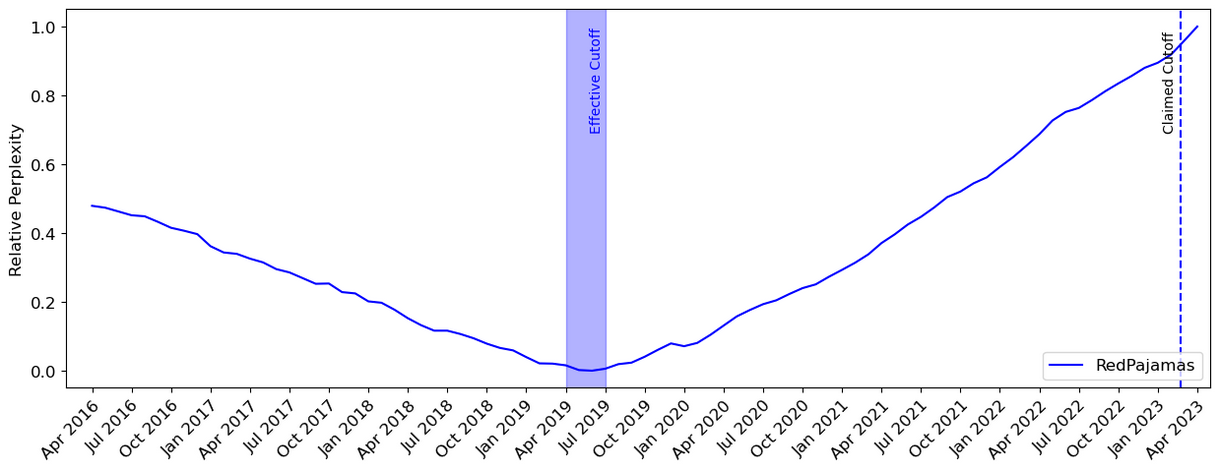 Relative Perplexity
1.0
0.8
0.6
0.4
0.2
0.0
Effective Cutoff
Claimed Cutoff
RedPajamas
Apr 2016
Jul 2016
Oct 2016
Jan 2017
Apr 2017
Jul 2017
Oct 2017
Jan 2018
Apr 2018
Jul 2018
Oct 2018
Jan 2019
Apr 2019
Jul 2019
Oct 2019
Jan 2020
Apr 2020
Jul 2020
Oct 2020
Jan 2021
Apr 2021
Jul 2021
Oct 2021
Jan 2022
Apr 2022
Jul 2022
Oct 2022
Jan 2023
Apr 2023